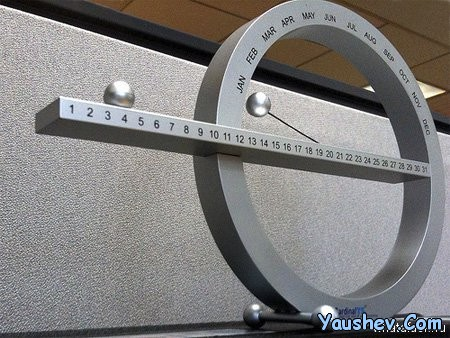 JAN FEB MAR APR MAY JUN JUL AUG SEP OCT NOV DEC
1 2 3 4 5 6 7 8 9 10 11 12 13 14 15 16 17 18 19 20 21 22 23 24 25 26 27 28 29 30 31
Yaushev.Com